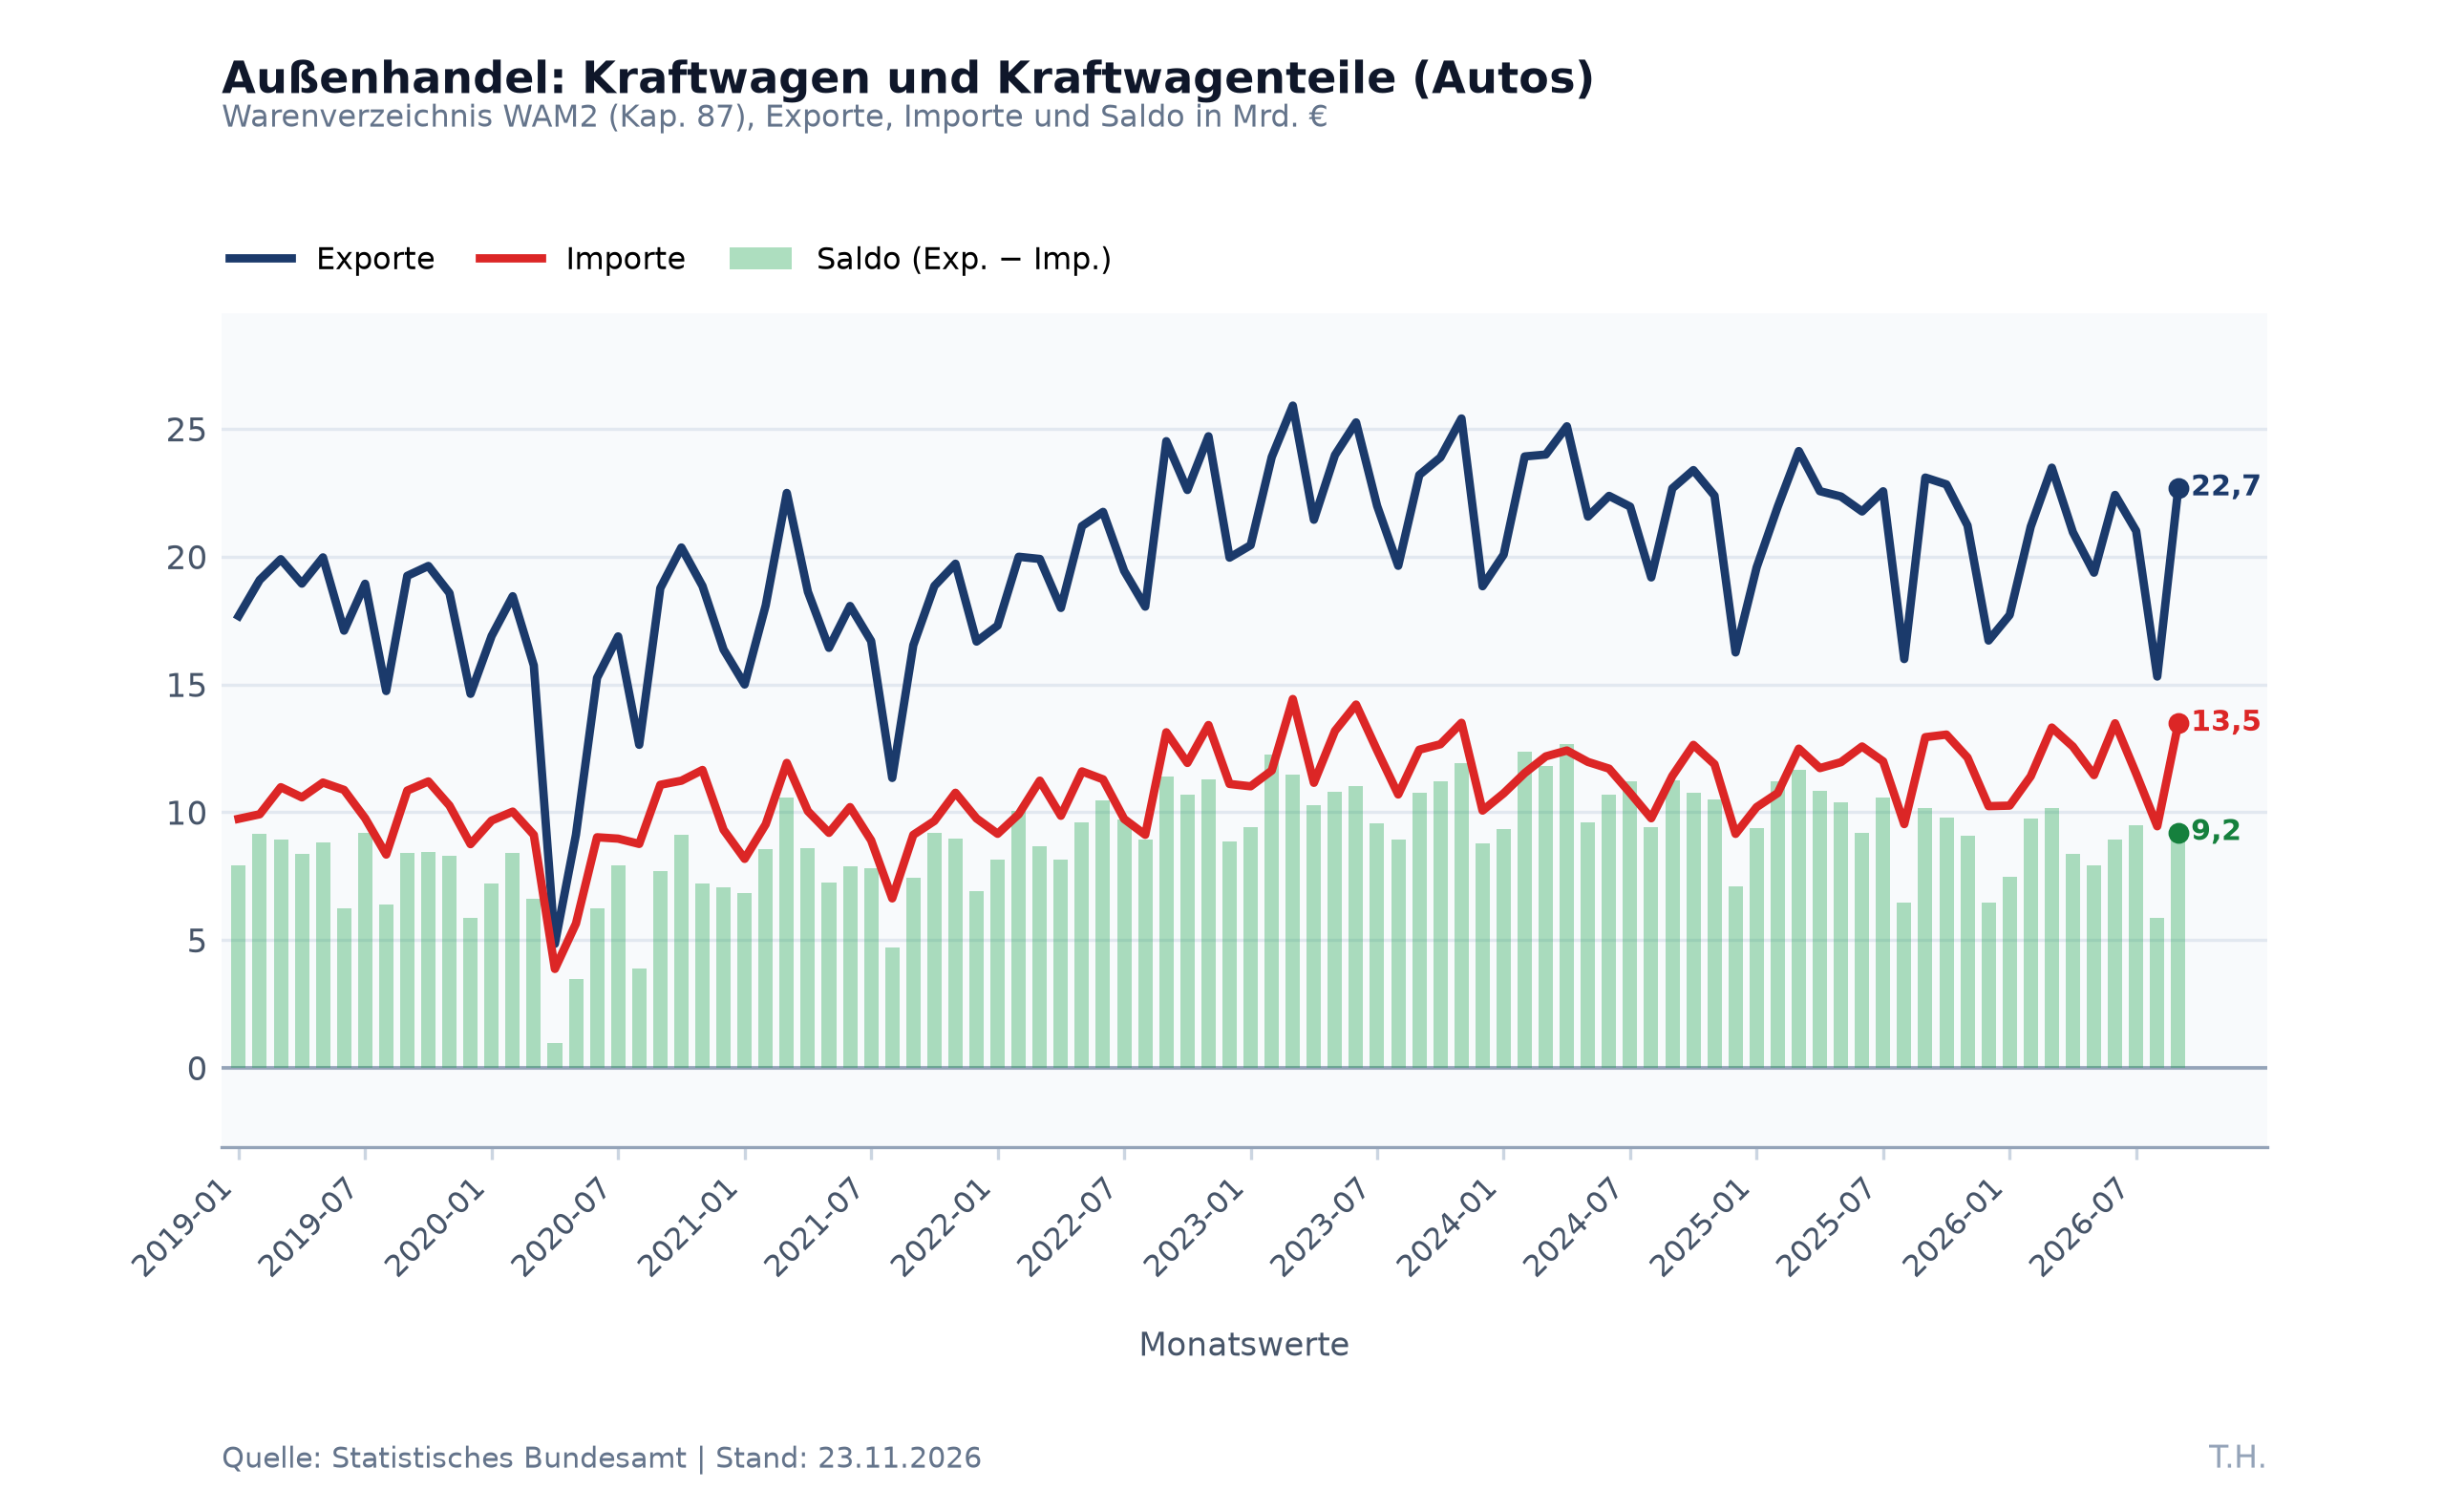 Außenhandel: Kraftwagen und Kraftwagenteile (Autos)
Warenverzeichnis WAM2 (Kap. 87), Exporte, Importe und Saldo in Mrd. €
Exporte Importe Saldo (Exp. − Imp.)
25
20
15
10
5
0
22,7
13,5
9,2
2019-01 2019-07 2020-01 2020-07 2021-01 2021-07 2022-01 2022-07 2023-01 2023-07 2024-01 2024-07 2025-01 2025-07 2026-01 2026-07
Monatswerte
Quelle: Statistisches Bundesamt | Stand: 23.11.2026
T.H.